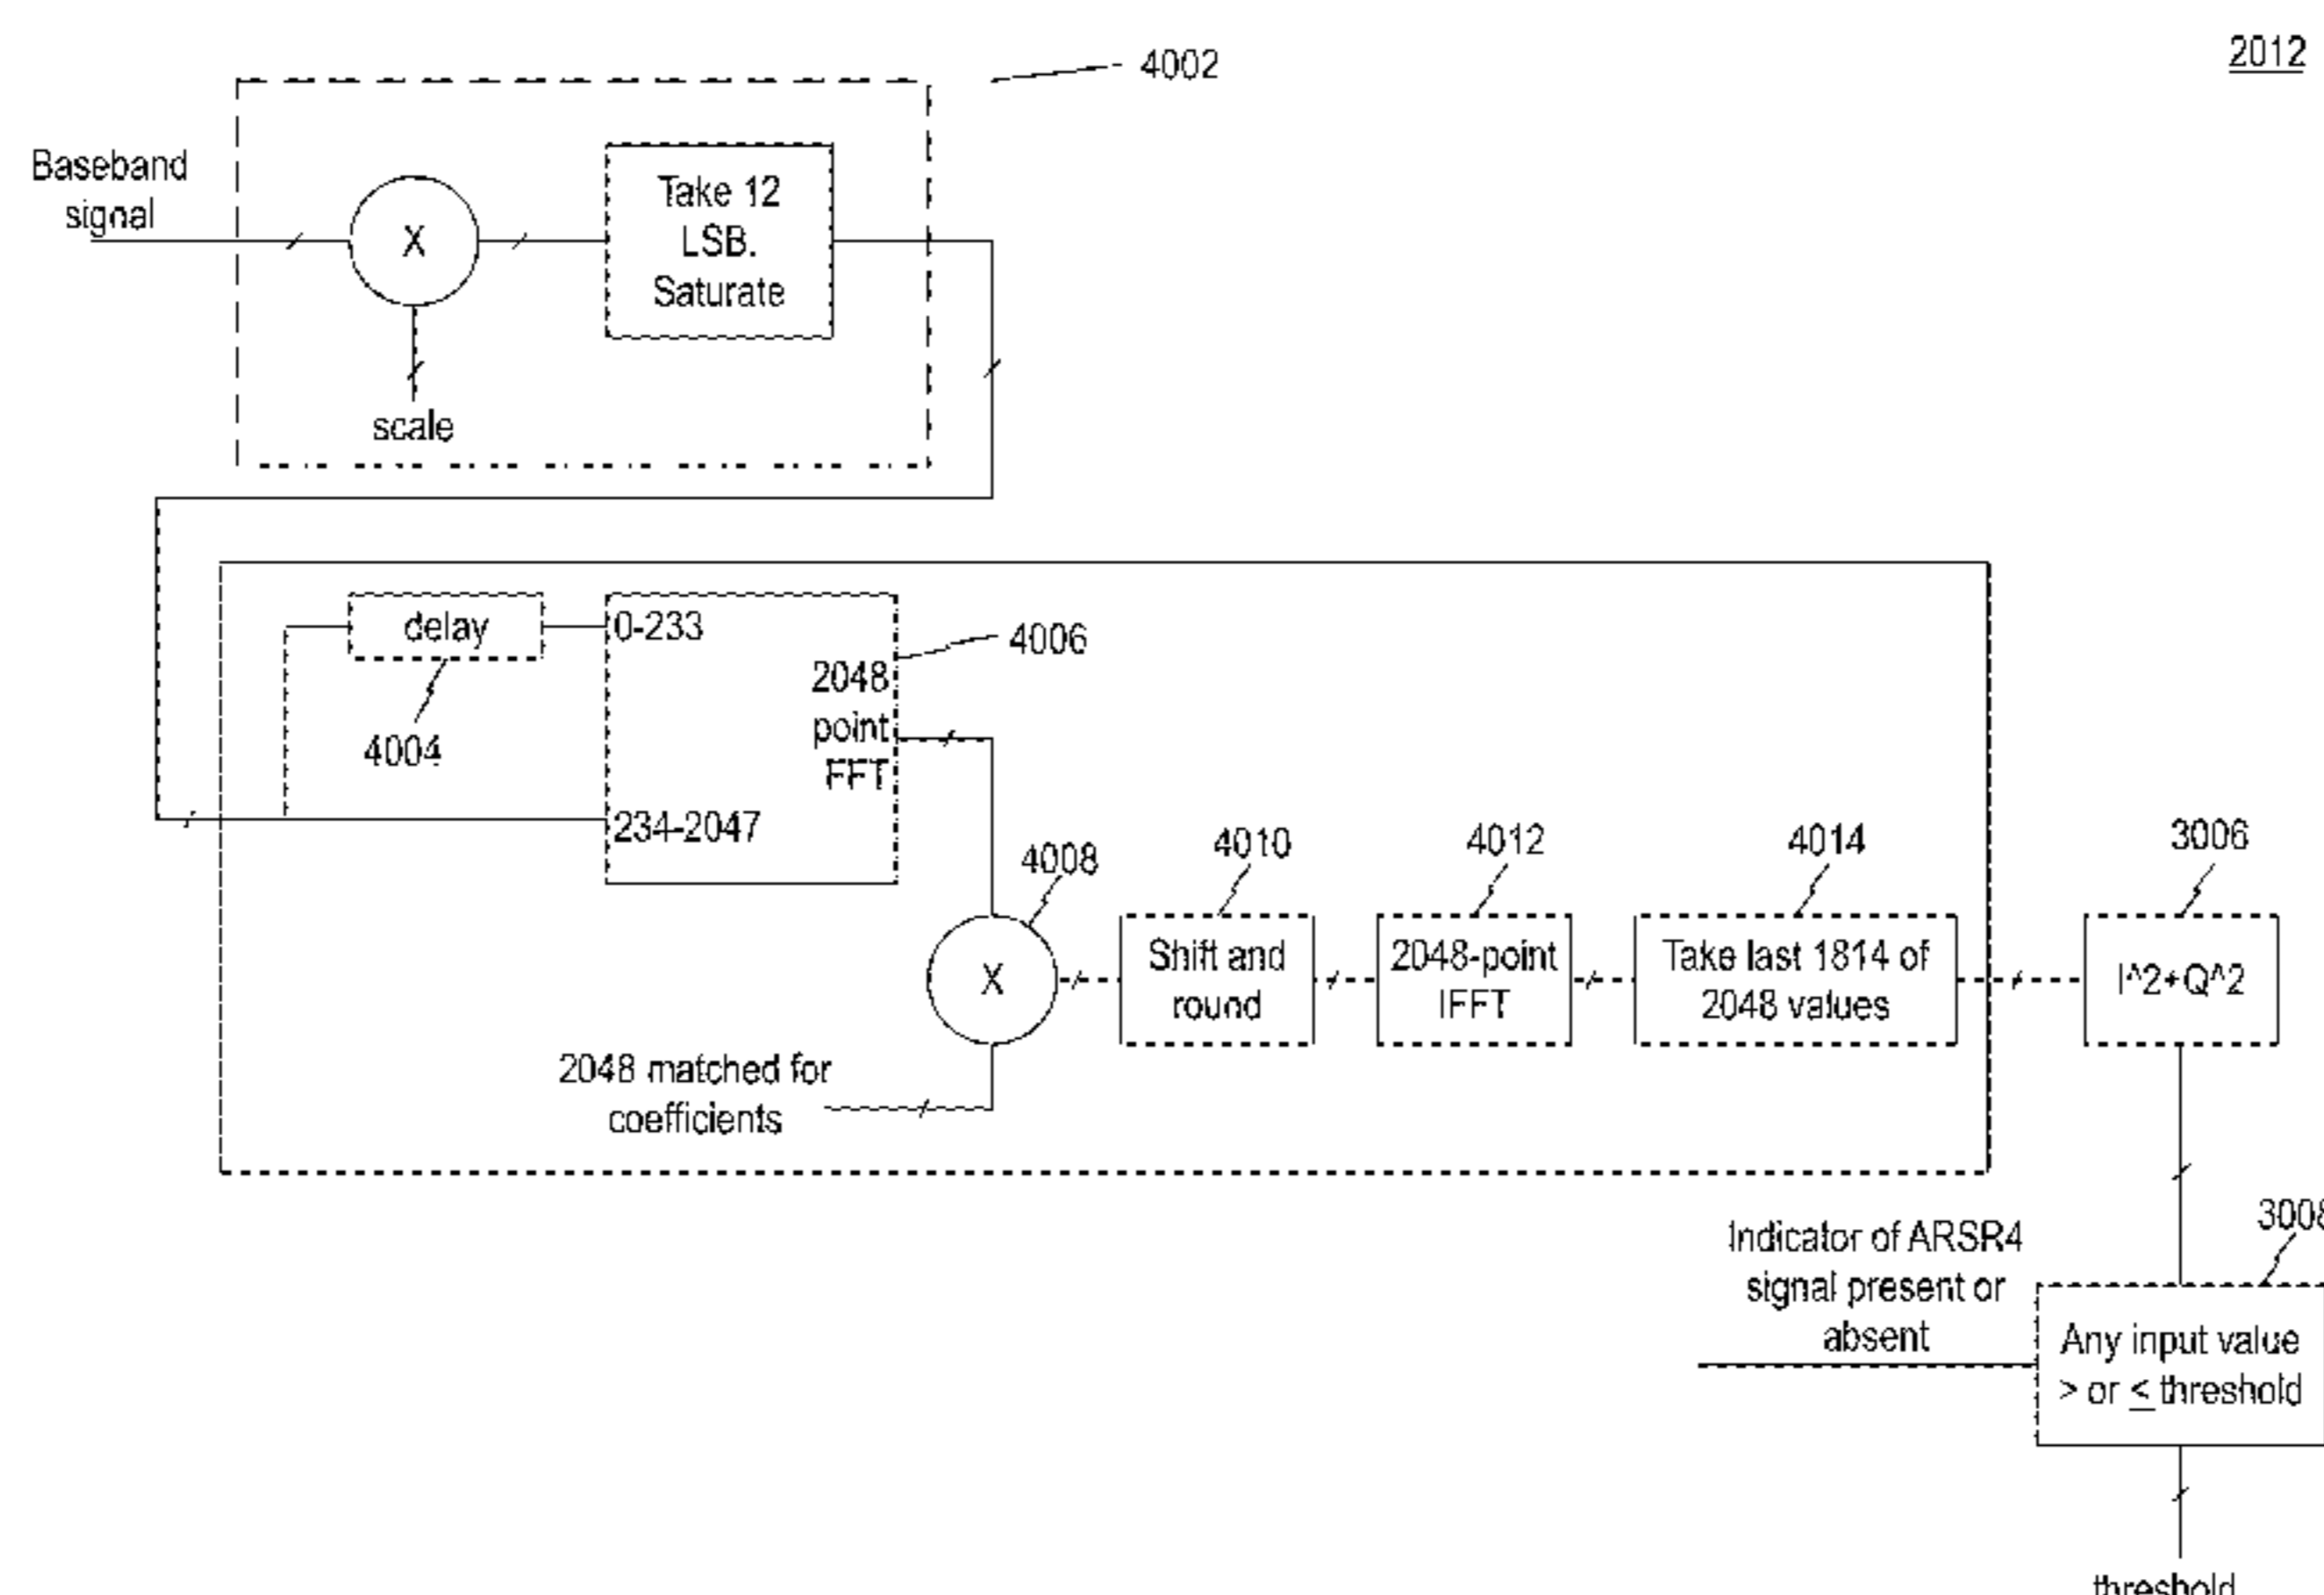 2012
4002
Baseband
signal
X
Take 12
LSB.
Saturate
scale
delay
0-233
4006
2048
point
FFT
4004
234-2047
4008
4010
4012
4014
3006
X
Shift and
round
2048-point
IFFT
Take last 1814 of
2048 values
I^2+Q^2
2048 matched for
coefficients
3008
Indicator of ARSR4
signal present or
absent
Any input value
> or ≤ threshold
threshold